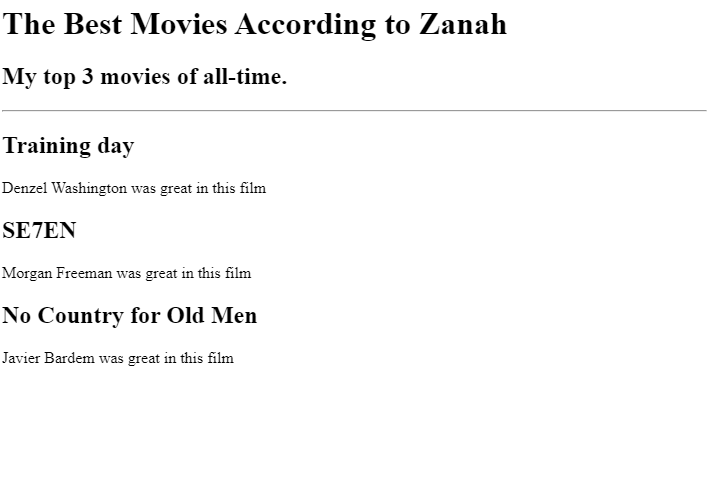 The Best Movies According to Zanah
My top 3 movies of all-time.
Training day
Denzel Washington was great in this film
SE7EN
Morgan Freeman was great in this film
No Country for Old Men
Javier Bardem was great in this film